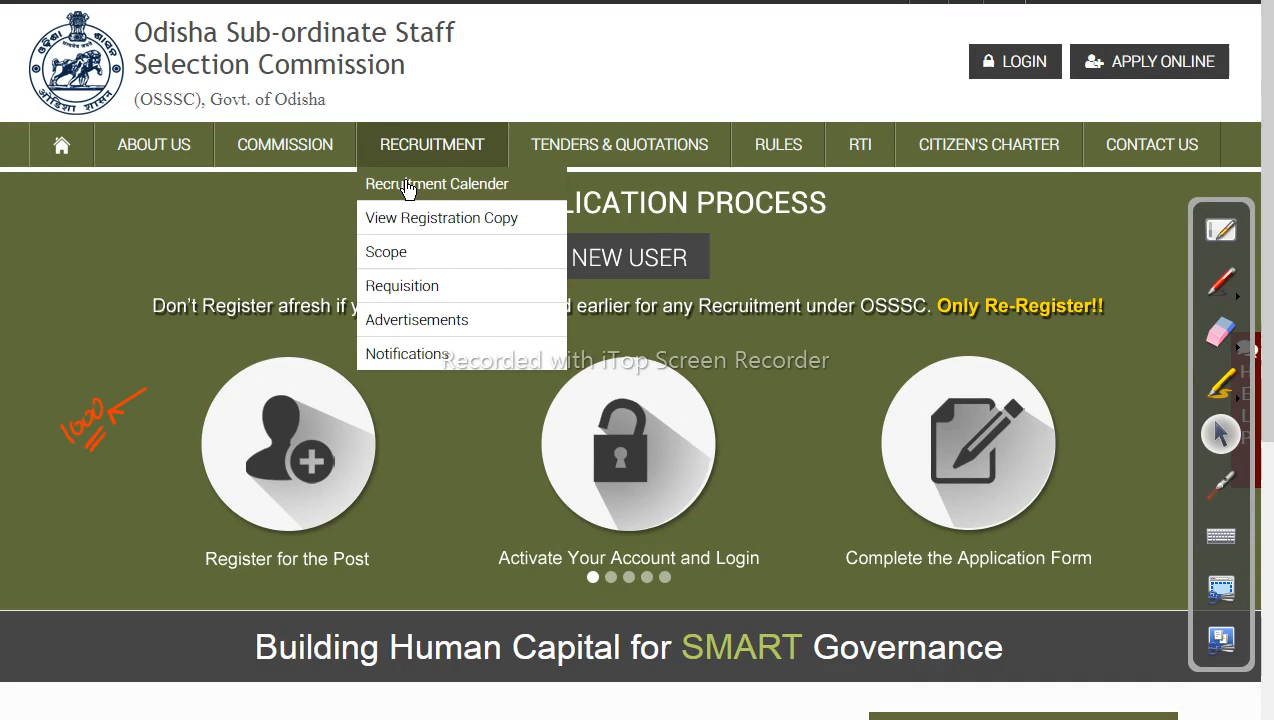 Odisha Sub-ordinate Staff
Selection Commission
(OSSSC), Govt. of Odisha
LOGIN
APPLY ONLINE
ABOUT US
COMMISSION
RECRUITMENT
TENDERS & QUOTATIONS
RULES
RTI
CITIZEN'S CHARTER
CONTACT US
Recruitment Calender
View Registration Copy
Scope
Requisition
Advertisements
Notifications
LICATION PROCESS
NEW USER
Don't Register afresh if y
d earlier for any Recruitment under OSSSC. Only Re-Register!!
Recorded with iTop Screen Recorder
1000
Register for the Post
Activate Your Account and Login
Complete the Application Form
Building Human Capital for SMART Governance
HELP